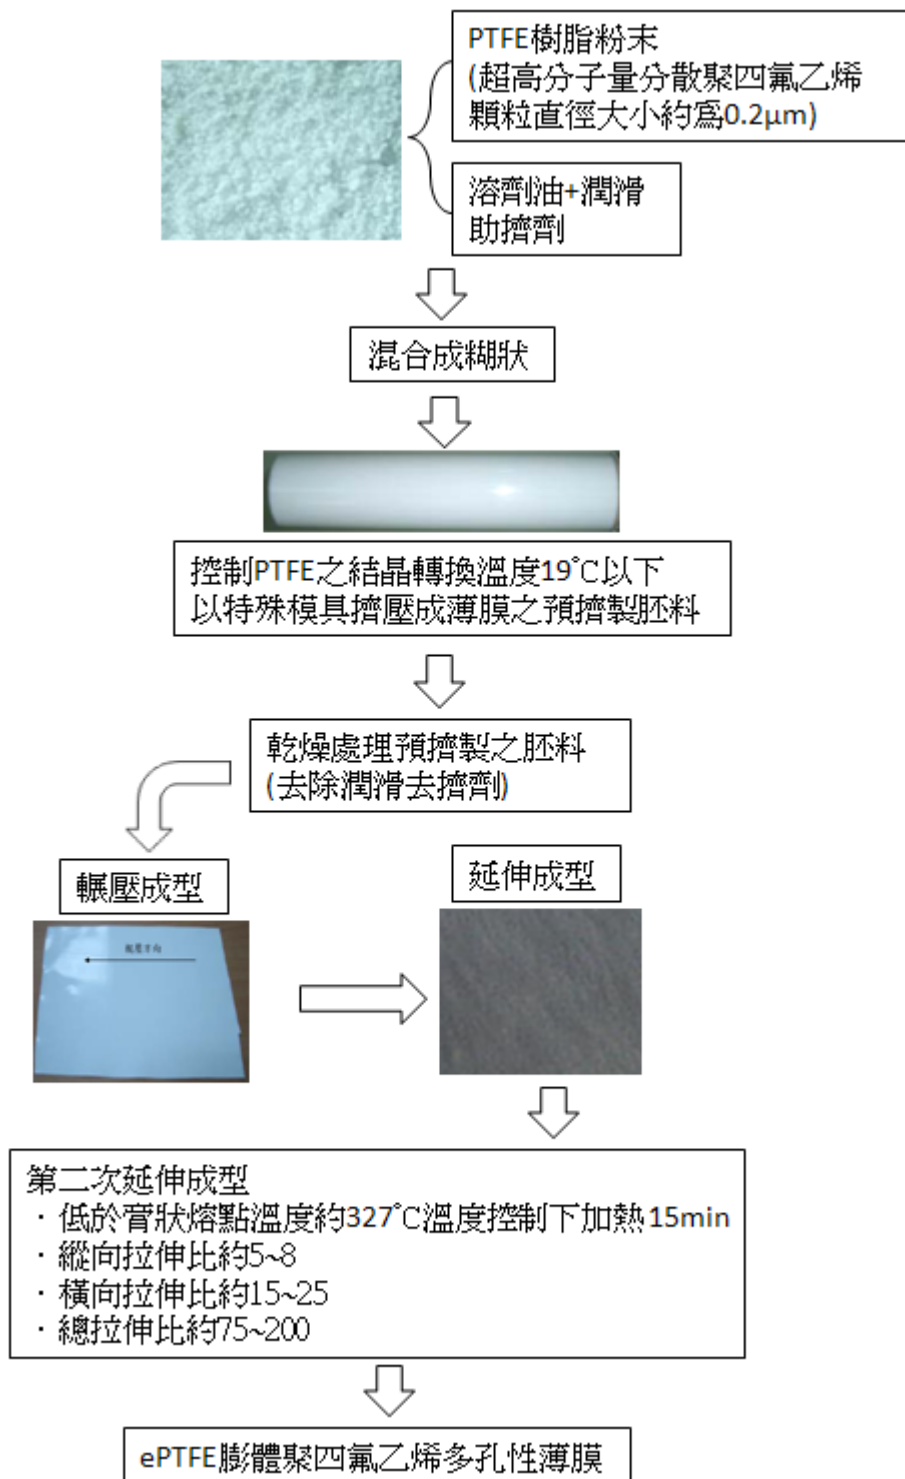 PTFE樹脂粉末
(超高分子量分散聚四氟乙烯
顆粒直徑大小約為0.2μm)
溶劑油+潤滑
助擠劑
混合成糊狀
控制PTFE之結晶轉換溫度19℃以下
以特殊模具擠壓成薄膜之預擠製胚料
乾燥處理預擠製之胚料
(去除潤滑去擠劑)
輾壓成型
延伸成型
輾壓方向
第二次延伸成型
·低於膏狀熔點溫度約327℃溫度控制下加熱15min
·縱向拉伸比約5~8
·橫向拉伸比約15~25
·總拉伸比約75~200
ePTFE膨體聚四氟乙烯多孔性薄膜